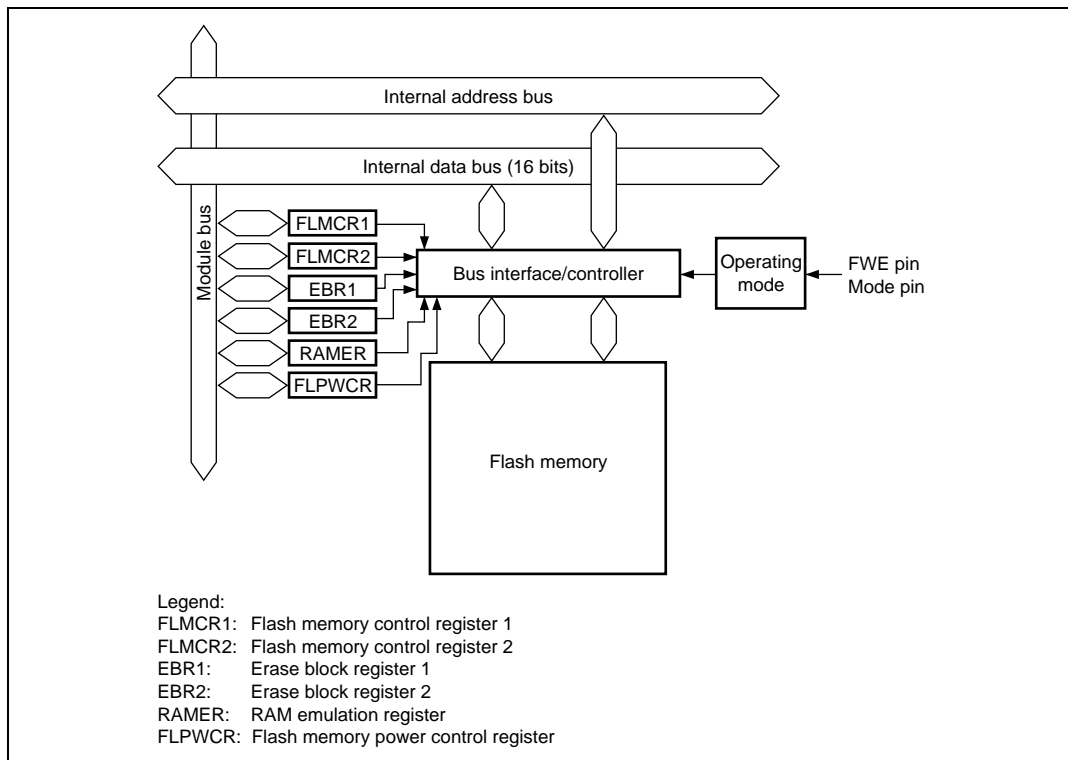 Internal address bus
Internal data bus (16 bits)
Module bus
FLMCR1
FLMCR2
EBR1
EBR2
RAMER
FLPWCR
Bus interface/controller
Operating
mode
FWE pin
Mode pin
Flash memory
Legend:
FLMCR1: Flash memory control register 1
FLMCR2: Flash memory control register 2
EBR1: Erase block register 1
EBR2: Erase block register 2
RAMER: RAM emulation register
FLPWCR: Flash memory power control register